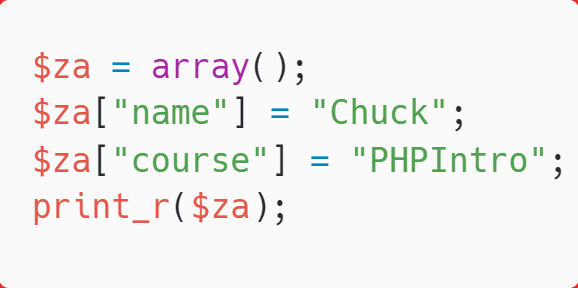 $za = array();
$za["name"] = "Chuck";
$za["course"] = "PHPIntro";
print_r($za);